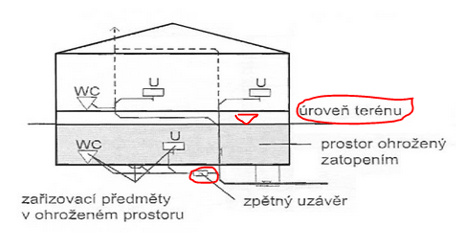 U
WC
U
úroveň terénu
WC
U
prostor ohrožený
zatopením
zařizovací předměty
v ohroženém prostoru
zpětný uzávěr